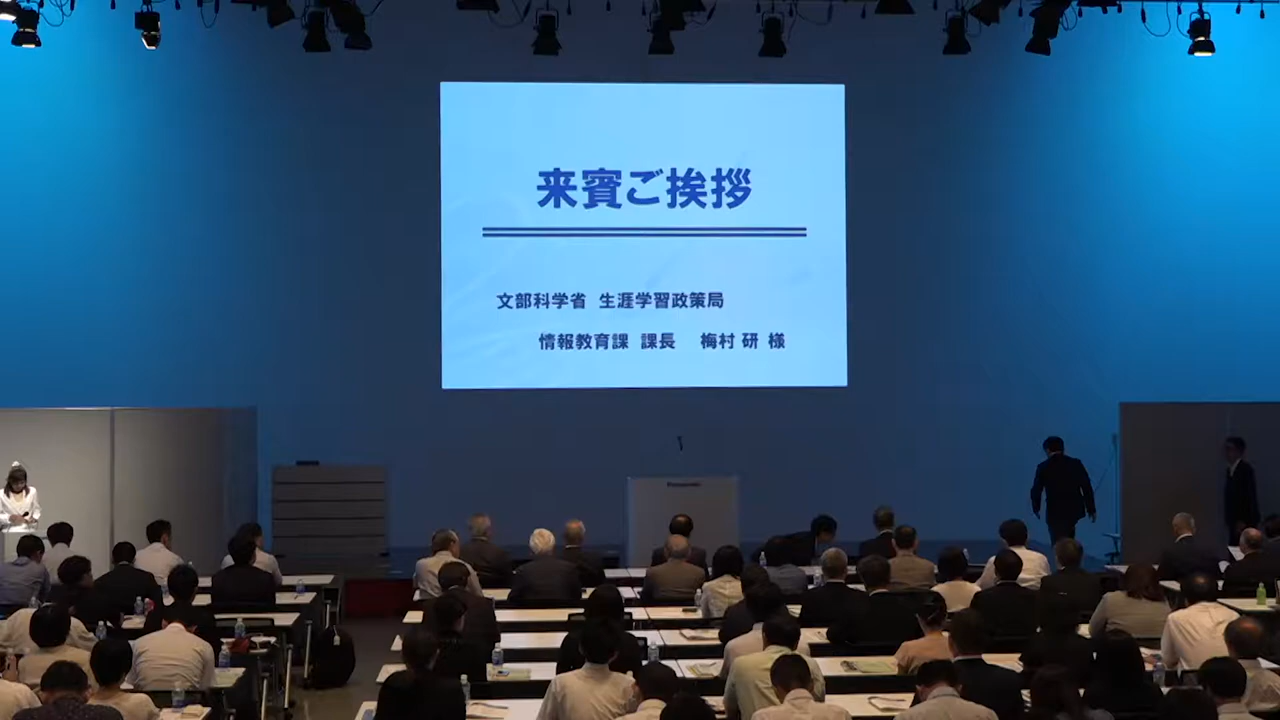 来賓ご挨拶
文部科学省 生涯学習政策局
情報教育課 課長 梅村 研 様
Panasonic